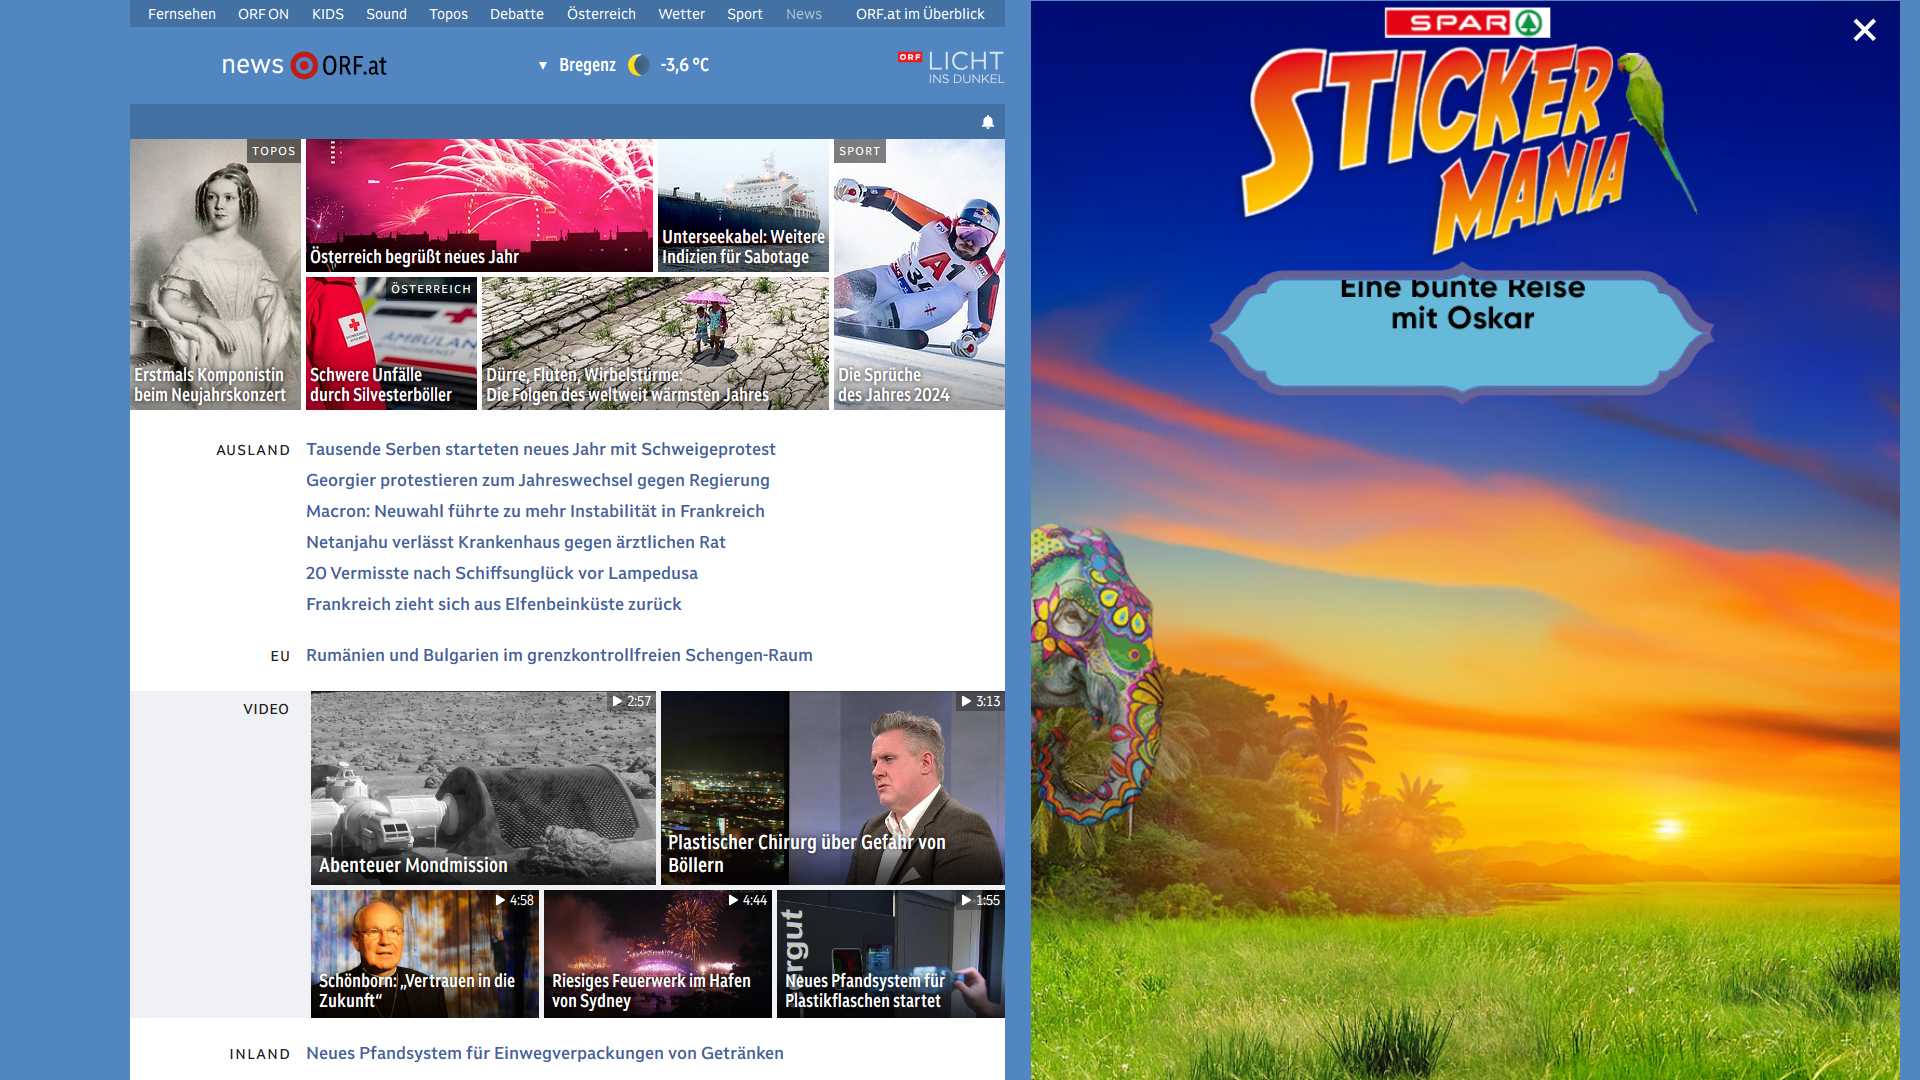 Fernsehen ORF ON KIDS Sound Topos Debatte Österreich Wetter Sport News ORF.at im Überblick
news ORF.at
Bregenz -3,6 °C
ORF LICHT
INS DUNKEL
TOPOS
Erstmals Komponistin
beim Neujahrskonzert
Österreich begrüßt neues Jahr
Unterseekabel: Weitere
Indizien für Sabotage
SPORT
Die Sprüche
des Jahres 2024
ÖSTERREICH
Schwere Unfälle
durch Silvesterböller
Dürre, Fluten, Wirbelstürme:
Die Folgen des weltweit wärmsten Jahres
AUSLAND
Tausende Serben starteten neues Jahr mit Schweigeprotest
Georgier protestieren zum Jahreswechsel gegen Regierung
Macron: Neuwahl führte zu mehr Instabilität in Frankreich
Netanjahu verlässt Krankenhaus gegen ärztlichen Rat
20 Vermisste nach Schiffsunglück vor Lampedusa
Frankreich zieht sich aus Elfenbeinküste zurück
EU
Rumänien und Bulgarien im grenzkontrollfreien Schengen-Raum
VIDEO
2:57
Abenteuer Mondmission
3:13
Plastischer Chirurg über Gefahr von
Böllern
4:58
Schönborn: „Vertrauen in die
Zukunft“
4:44
Riesiges Feuerwerk im Hafen
von Sydney
1:55
Neues Pfandsystem für
Plastikflaschen startet
INLAND
Neues Pfandsystem für Einwegverpackungen von Getränken
SPAR
STICKER
MANIA
Eine bunte Reise
mit Oskar